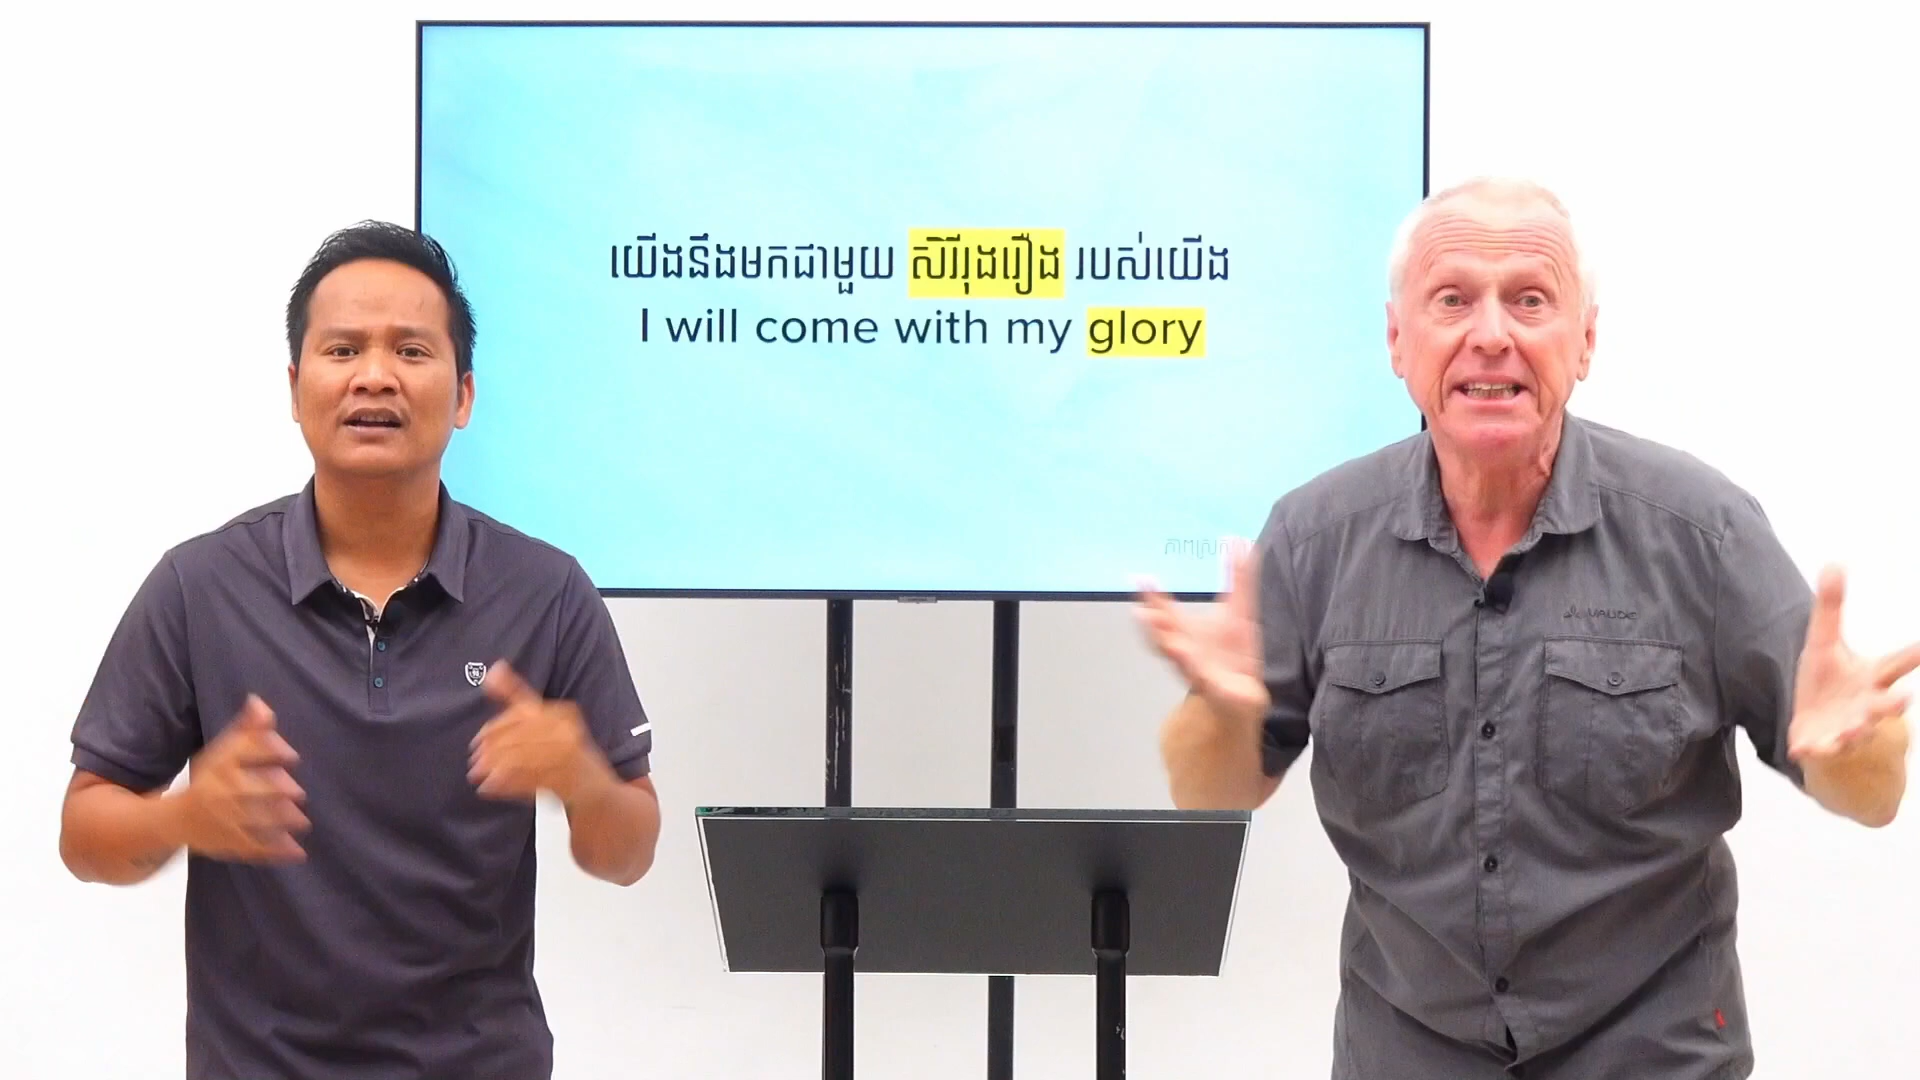 យើងនឹងមកជាមួយ សិរីរុងរឿង របស់យើង
I will come with my glory
VAUDE